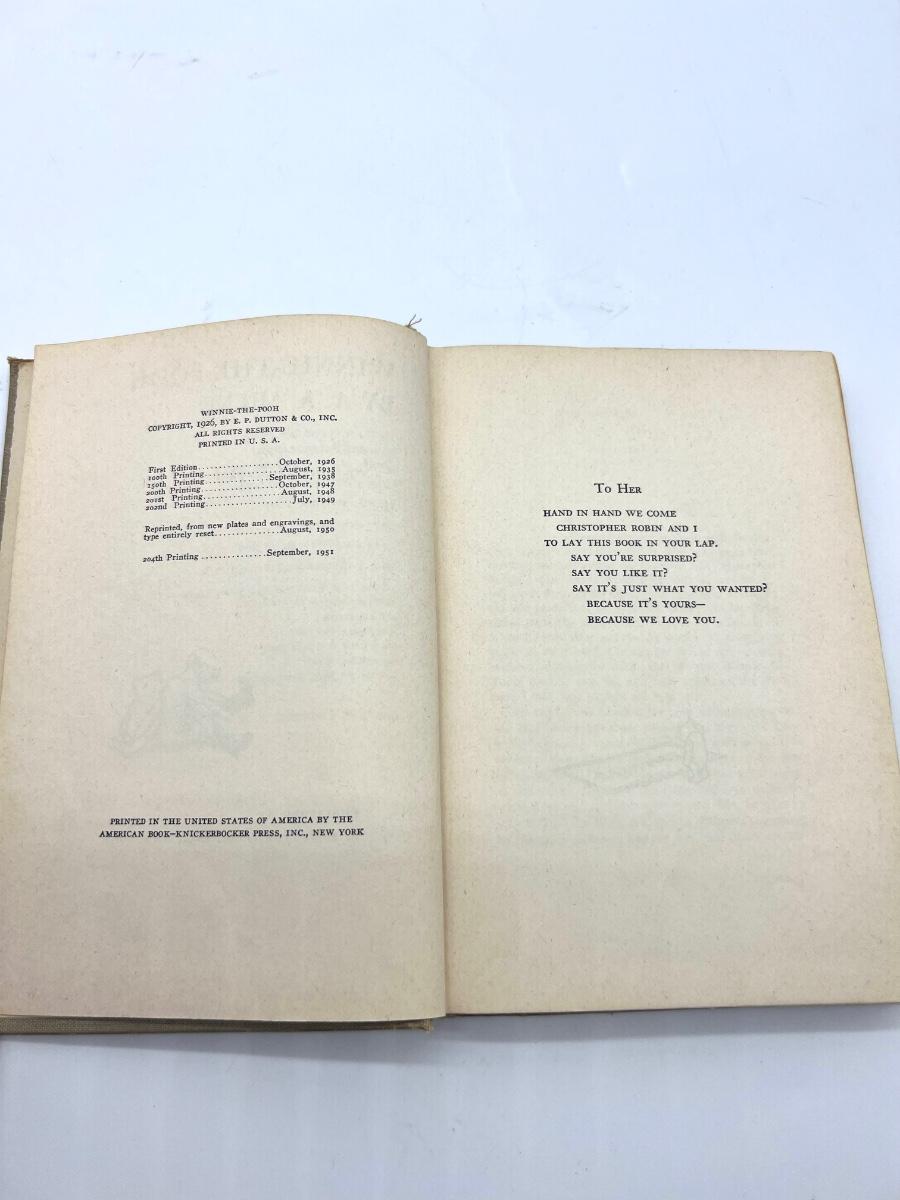 WINNIE-THE-POOH
COPYRIGHT, 1926, BY E. P. DUTTON & CO., INC.
ALL RIGHTS RESERVED
PRINTED IN U. S. A.
First Edition....................October, 1926
100th Printing...................August, 1935
150th Printing................September, 1938
200th Printing...................October, 1947
201st Printing...................August, 1948
202nd Printing......................July, 1949
Reprinted, from new plates and engravings, and
type entirely reset...............August, 1950
204th Printing...............September, 1951
PRINTED IN THE UNITED STATES OF AMERICA BY THE
AMERICAN BOOK–KNICKERBOCKER PRESS, INC., NEW YORK
To Her
HAND IN HAND WE COME
CHRISTOPHER ROBIN AND I
TO LAY THIS BOOK IN YOUR LAP.
SAY YOU'RE SURPRISED?
SAY YOU LIKE IT?
SAY IT'S JUST WHAT YOU WANTED?
BECAUSE IT'S YOURS—
BECAUSE WE LOVE YOU.